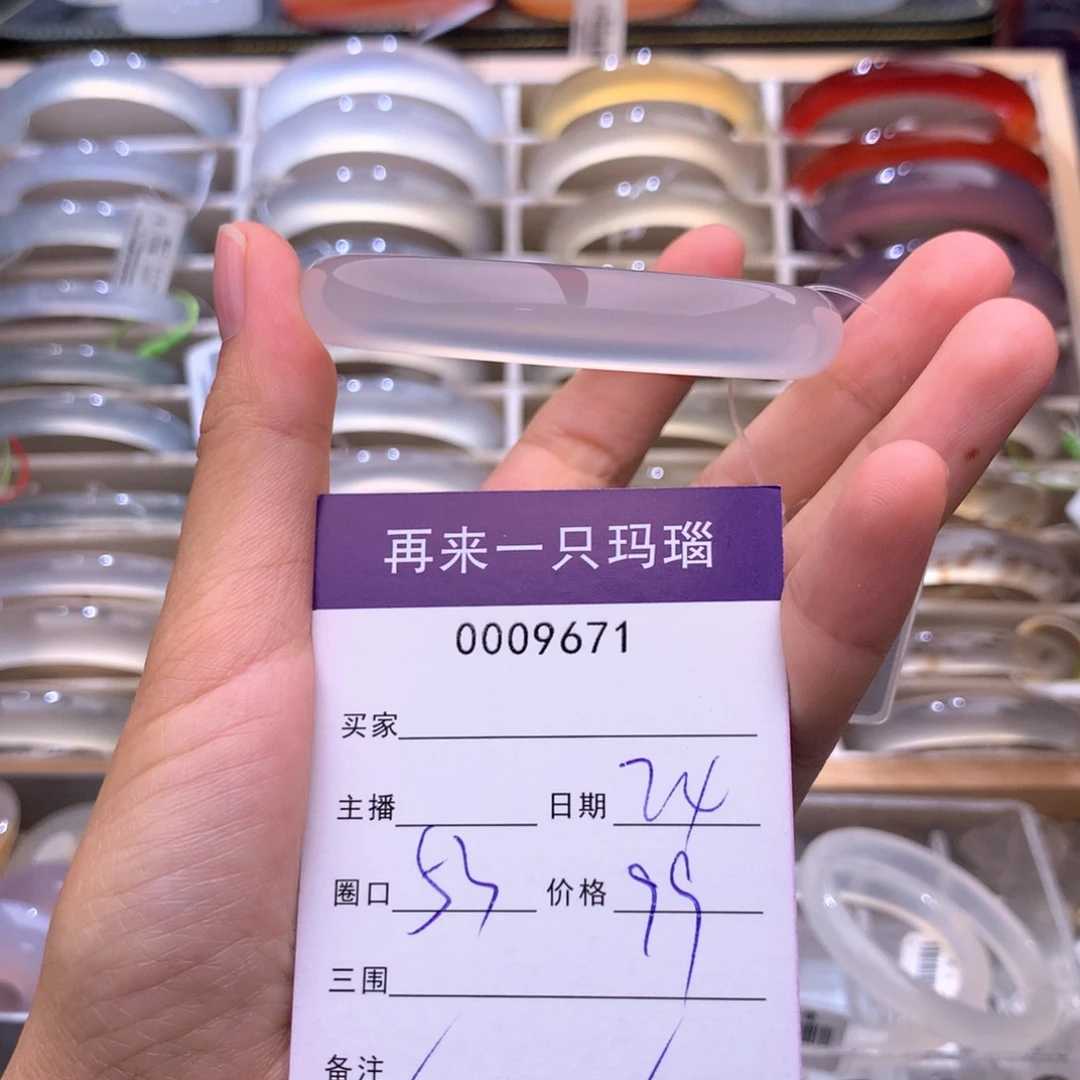 再来一只玛瑙
0009671
买家
主播 日期 24
圈口 53 价格 99
三围
备注